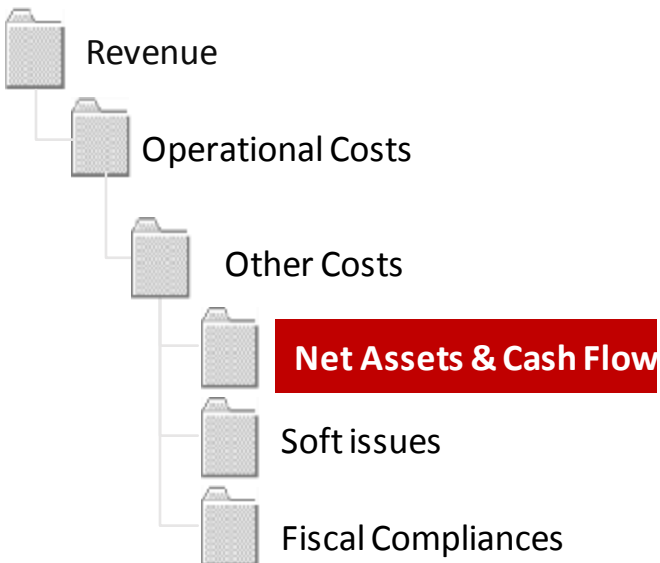 Revenue
Operational Costs
Other Costs
Net Assets & Cash Flow
Soft issues
Fiscal Compliances